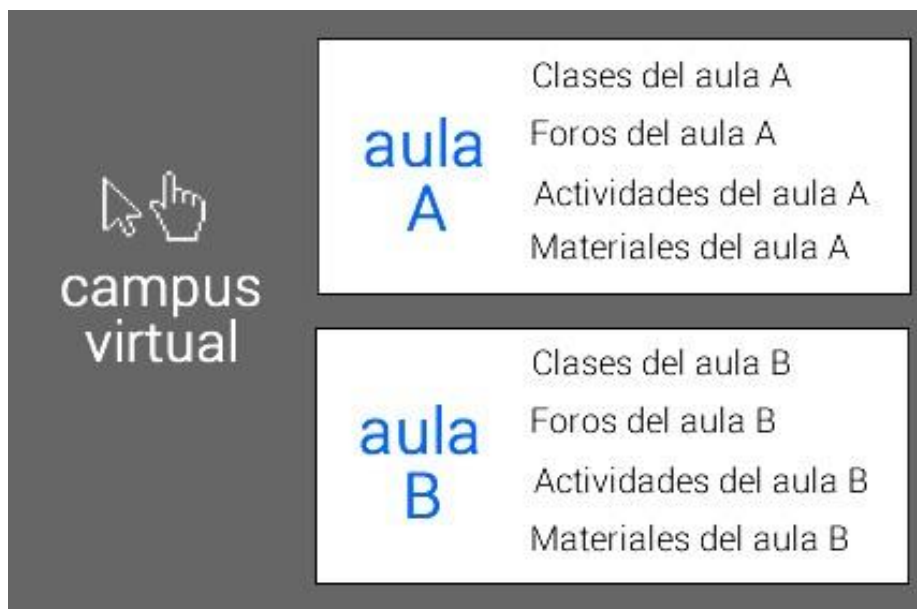 campus
virtual
aula
A
Clases del aula A
Foros del aula A
Actividades del aula A
Materiales del aula A
aula
B
Clases del aula B
Foros del aula B
Actividades del aula B
Materiales del aula B